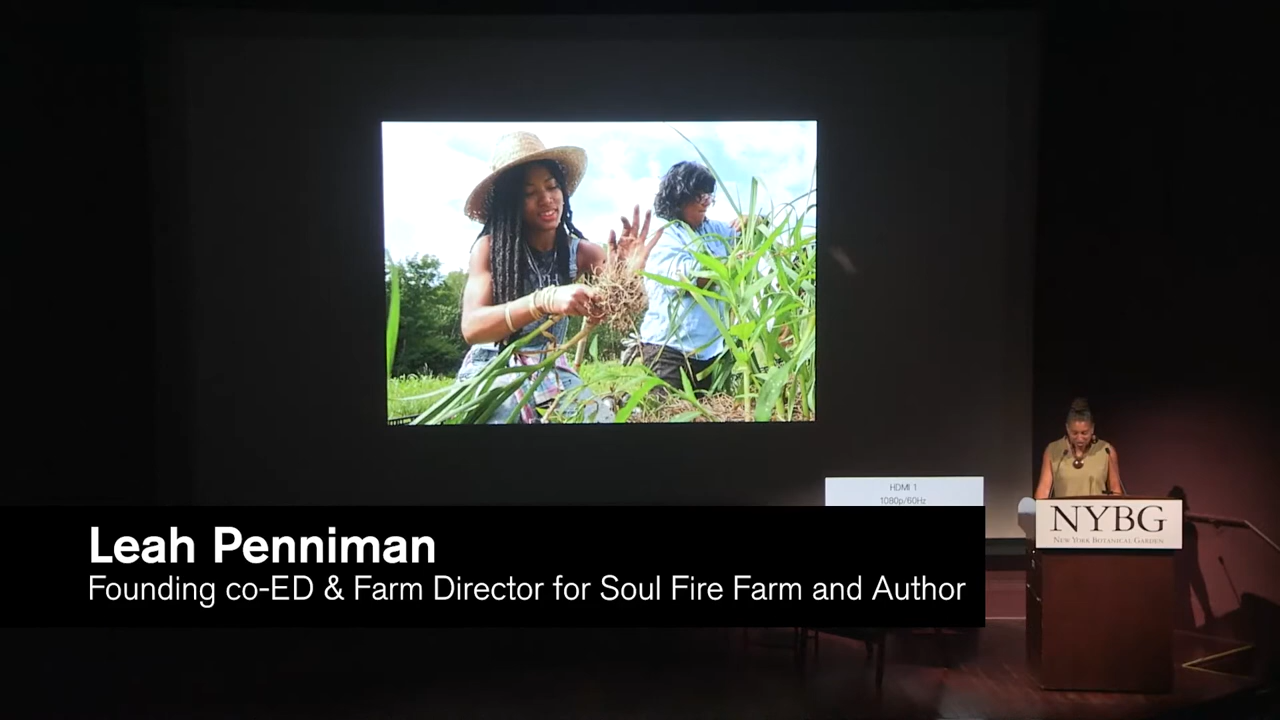 HDMI 1
1080p/60Hz
Leah Penniman
Founding co-ED & Farm Director for Soul Fire Farm and Author
NYBG
NEW YORK BOTANICAL GARDEN